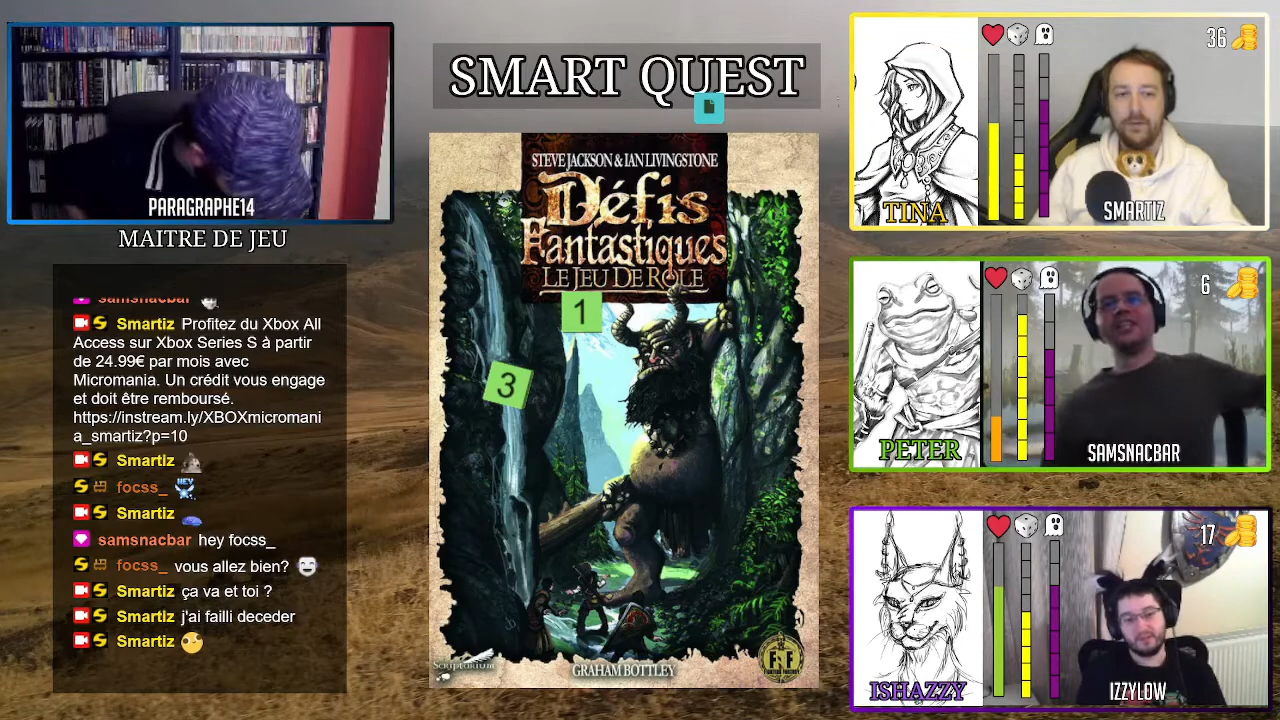 PARAGRAPHE14
MAITRE DE JEU
samsnacbar
Smartiz Profitez du Xbox All
Access sur Xbox Series S à partir
de 24.99€ par mois avec
Micromania. Un crédit vous engage
et doit être remboursé.
https://instream.ly/XBOXmicromani
a_smartiz?p=10
Smartiz
focss_ HEY
Smartiz
samsnacbar hey focss_
focss_ vous allez bien?
Smartiz ça va et toi ?
Smartiz j'ai failli deceder
Smartiz
SMART QUEST
STEVE JACKSON & IAN LIVINGSTONE
Défis
Fantastiques
LE JEU DE RÔLE
1
3
Scriptarium
GRAHAM BOTTLEY
FF
36
TINA
SMARTIZ
6
PETER
SAMSNACBAR
17
ISHAZZY
IZZYLOW